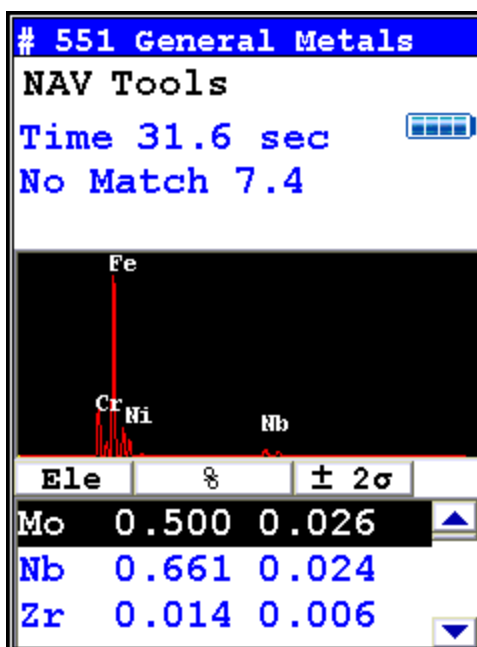 # 551 General Metals
NAV Tools
Time 31.6 sec
No Match 7.4
Fe
Cr
Ni
Nb
Ele % ± 2σ
Mo 0.500 0.026
Nb 0.661 0.024
Zr 0.014 0.006